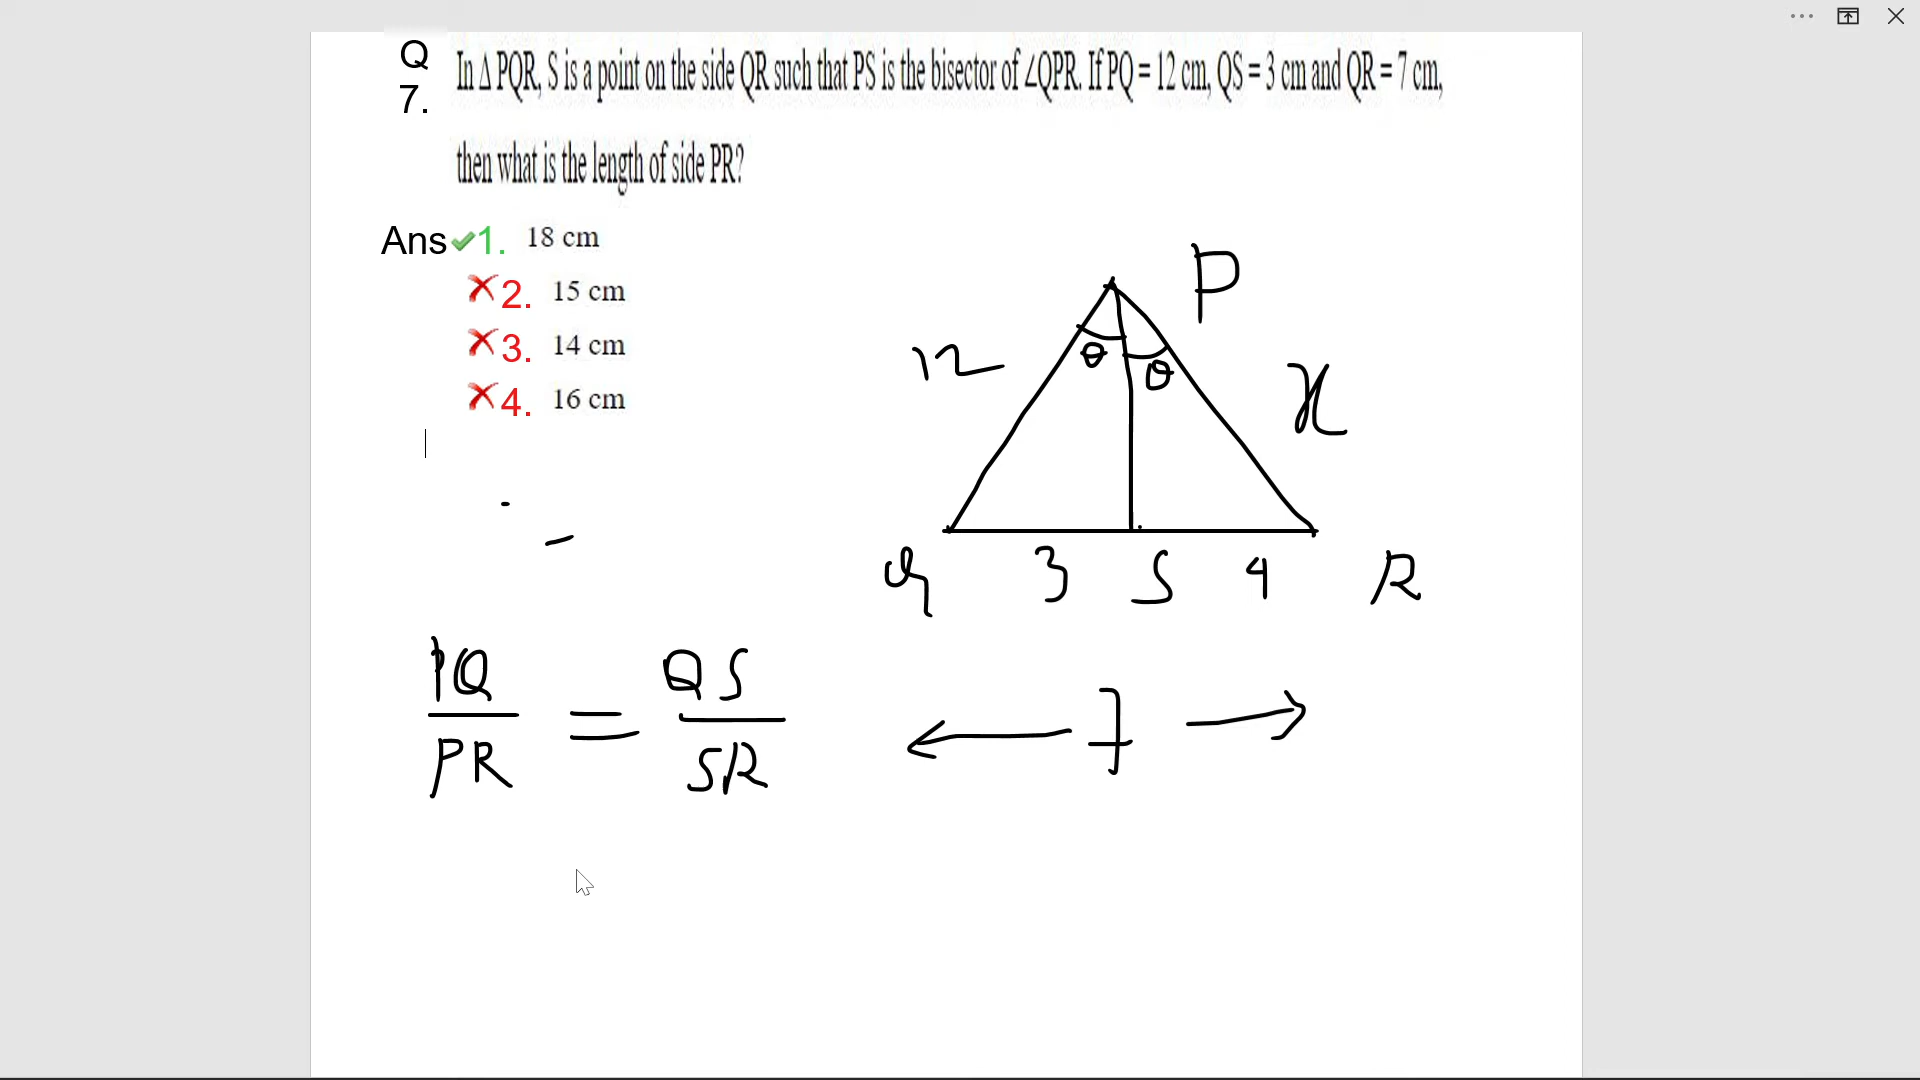 Q
7.
In Δ PQR, S is a point on the side QR such that PS is the bisector of ∠QPR. If PQ = 12 cm, QS = 3 cm and QR = 7 cm,
then what is the length of side PR?
Ans 1. 18 cm
2. 15 cm
3. 14 cm
4. 16 cm
P
12
θ
θ
x
Q 3 S 4 R
PQ/PR = QS/SR
7